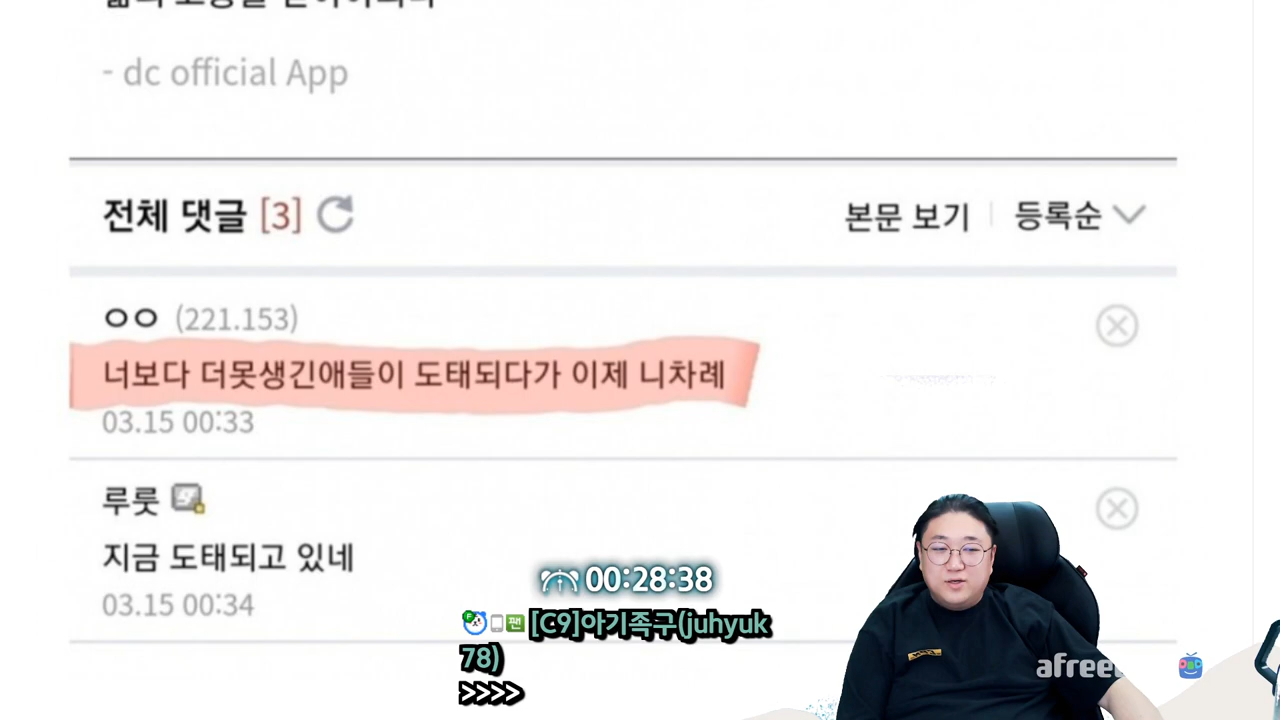 - dc official App
전체 댓글 [3]
본문 보기
등록순
ㅇㅇ (221.153)
너보다 더못생긴애들이 도태되다가 이제 니차례
03.15 00:33
루룻
지금 도태되고 있네
03.15 00:34
00:28:38
팬 [C9]아기족구(juhyuk
78)
>>>>
afree